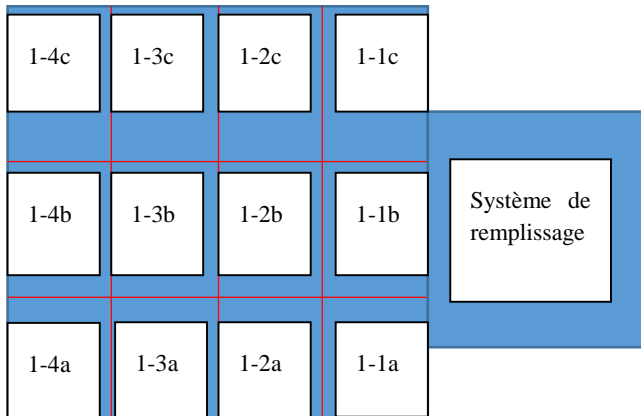 1-4c 1-3c 1-2c 1-1c
1-4b 1-3b 1-2b 1-1b
Système de
remplissage
1-4a 1-3a 1-2a 1-1a